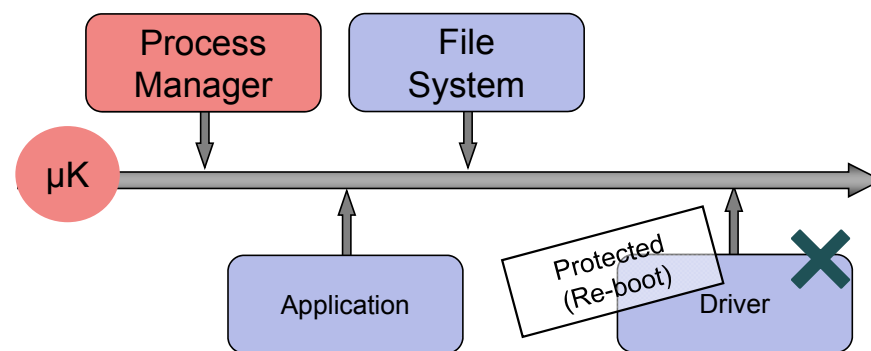 Process
Manager
File
System
µK
Protected
(Re-boot)
Application
Driver